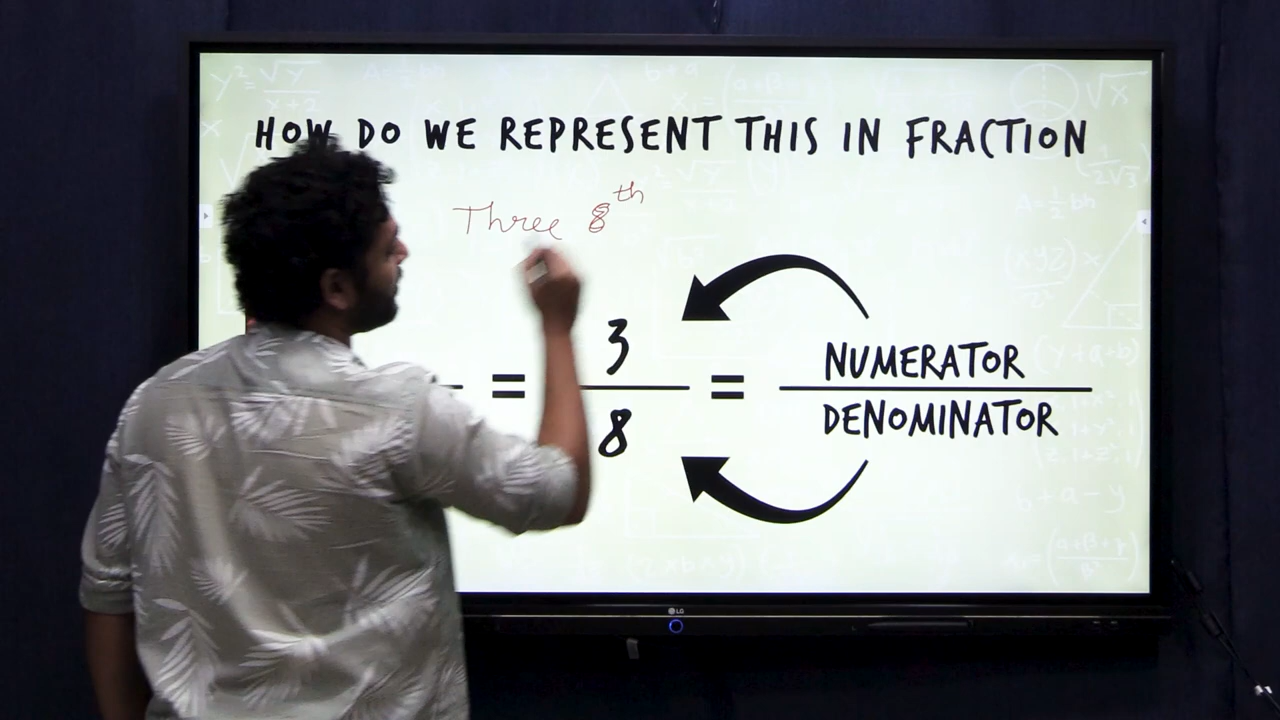 HOW DO WE REPRESENT THIS IN FRACTION
Three 8th
= 3/8 = NUMERATOR/DENOMINATOR
LG